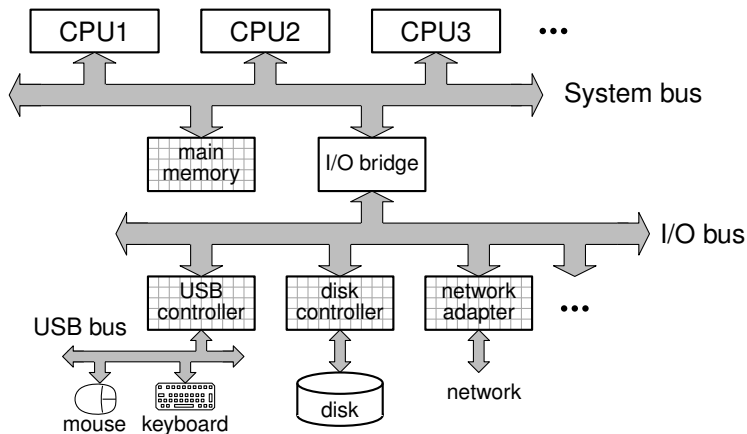 CPU1
CPU2
CPU3
...
System bus
main
memory
I/O bridge
I/O bus
USB
controller
disk
controller
network
adapter
...
USB bus
mouse
keyboard
disk
network